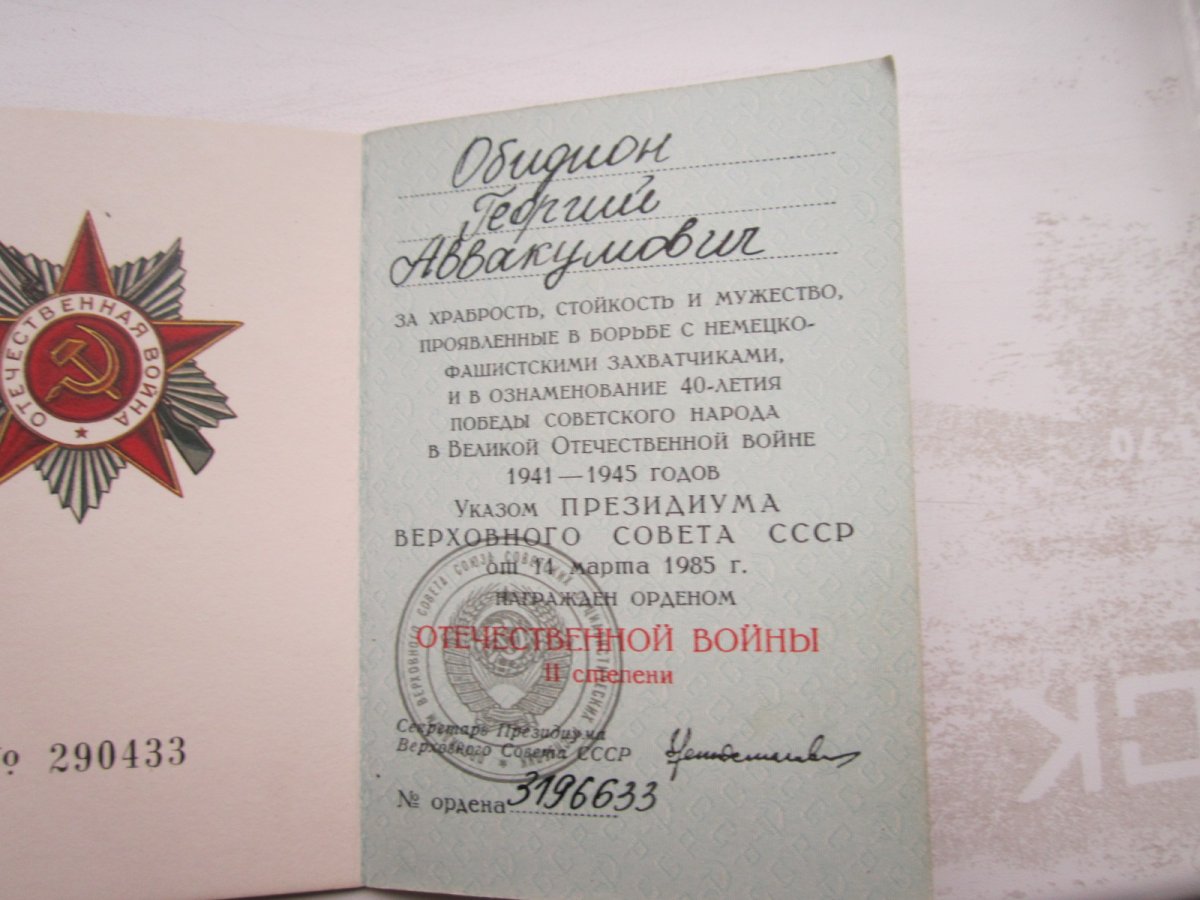 ОТЕЧЕСТВЕННАЯ ВОЙНА
№ 290433
Обидион
Георгий
Аввакумович
ЗА ХРАБРОСТЬ, СТОЙКОСТЬ И МУЖЕСТВО,
ПРОЯВЛЕННЫЕ В БОРЬБЕ С НЕМЕЦКО-
ФАШИСТСКИМИ ЗАХВАТЧИКАМИ,
И В ОЗНАМЕНОВАНИЕ 40-ЛЕТИЯ
ПОБЕДЫ СОВЕТСКОГО НАРОДА
В ВЕЛИКОЙ ОТЕЧЕСТВЕННОЙ ВОЙНЕ
1941—1945 ГОДОВ
УКАЗОМ ПРЕЗИДИУМА
ВЕРХОВНОГО СОВЕТА СССР
от 11 марта 1985 г.
НАГРАЖДЕН ОРДЕНОМ
ОТЕЧЕСТВЕННОЙ ВОЙНЫ
II степени
Секретарь Президиума
Верховного Совета СССР
№ ордена 3196633